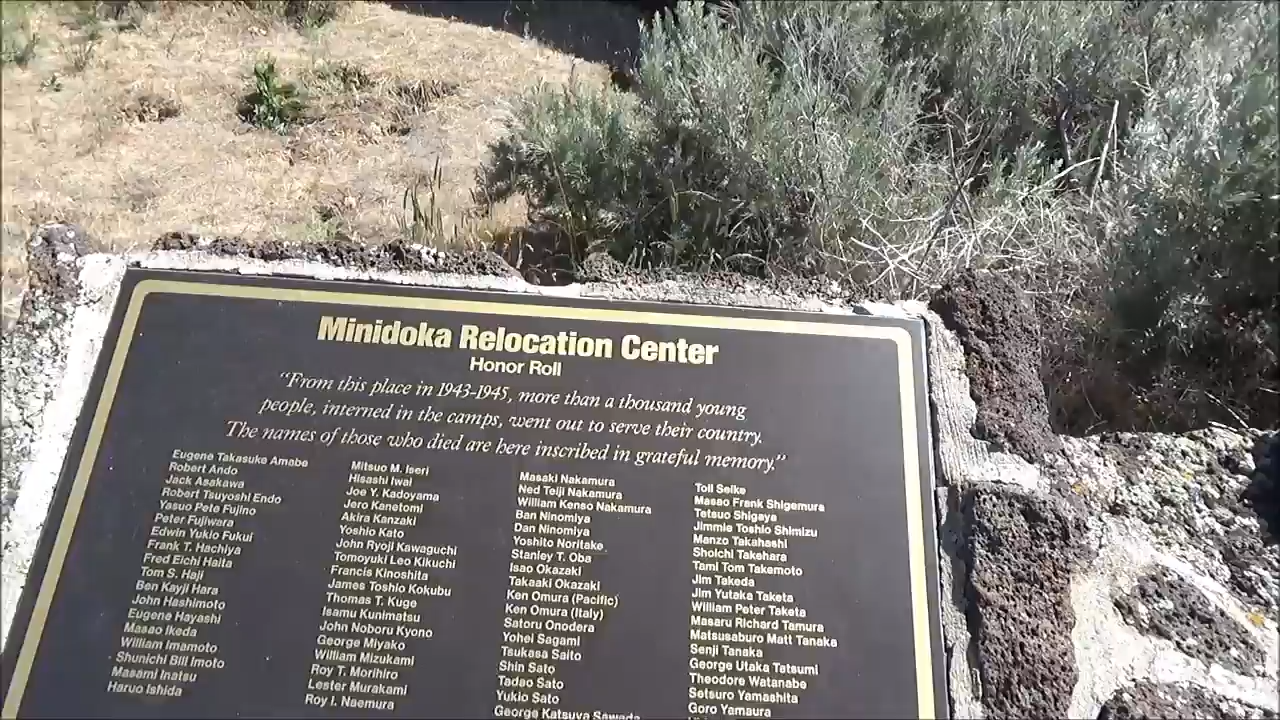 Minidoka Relocation Center
Honor Roll
“From this place in 1943-1945, more than a thousand young
people, interned in the camps, went out to serve their country.
The names of those who died are here inscribed in grateful memory.”
Eugene Takasuke Amabe
Robert Ando
Jack Asakawa
Robert Tsuyoshi Endo
Yasuo Pete Fujino
Peter Fujiwara
Edwin Yukio Fukui
Frank T. Hachiya
Fred Eichi Haita
Tom S. Haji
Ben Kayji Hara
John Hashimoto
Eugene Hayashi
Masao Ikeda
William Imamoto
Shunichi Bill Imoto
Masami Inatsu
Haruo Ishida
Mitsuo M. Iseri
Hisashi Iwai
Joe Y. Kadoyama
Jero Kanetomi
Akira Kanzaki
Yoshio Kato
John Ryoji Kawaguchi
Tomoyuki Leo Kikuchi
Francis Kinoshita
James Toshio Kokubu
Thomas T. Kuge
Isamu Kunimatsu
John Noboru Kyono
George Miyako
William Mizukami
Roy T. Morihiro
Lester Murakami
Roy I. Naemura
Masaki Nakamura
Ned Teiji Nakamura
William Kenso Nakamura
Ban Ninomiya
Dan Ninomiya
Yoshito Noritake
Stanley T. Oba
Isao Okazaki
Takaaki Okazaki
Ken Omura (Pacific)
Ken Omura (Italy)
Satoru Onodera
Yohei Sagami
Tsukasa Saito
Shin Sato
Tadao Sato
Yukio Sato
George Katsuya Sawada
Toll Seike
Masao Frank Shigemura
Tetsuo Shigaya
Jimmie Toshio Shimizu
Manzo Takahashi
Shoichi Takehara
Tami Tom Takemoto
Jim Takeda
Jim Yutaka Taketa
William Peter Taketa
Masaru Richard Tamura
Matsusaburo Matt Tanaka
Senji Tanaka
George Utaka Tatsumi
Theodore Watanabe
Setsuro Yamashita
Goro Yamaura